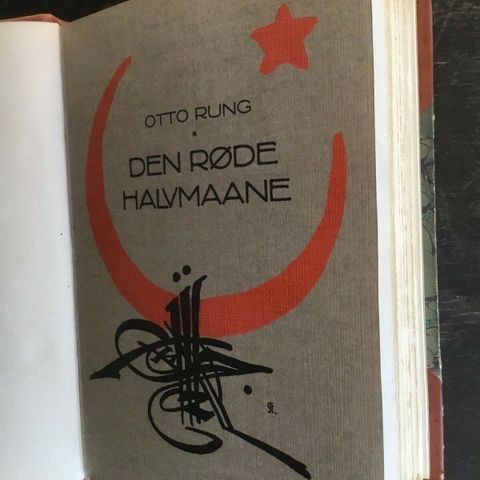 OTTO RUNG
*
DEN RØDE
HALVMAANE